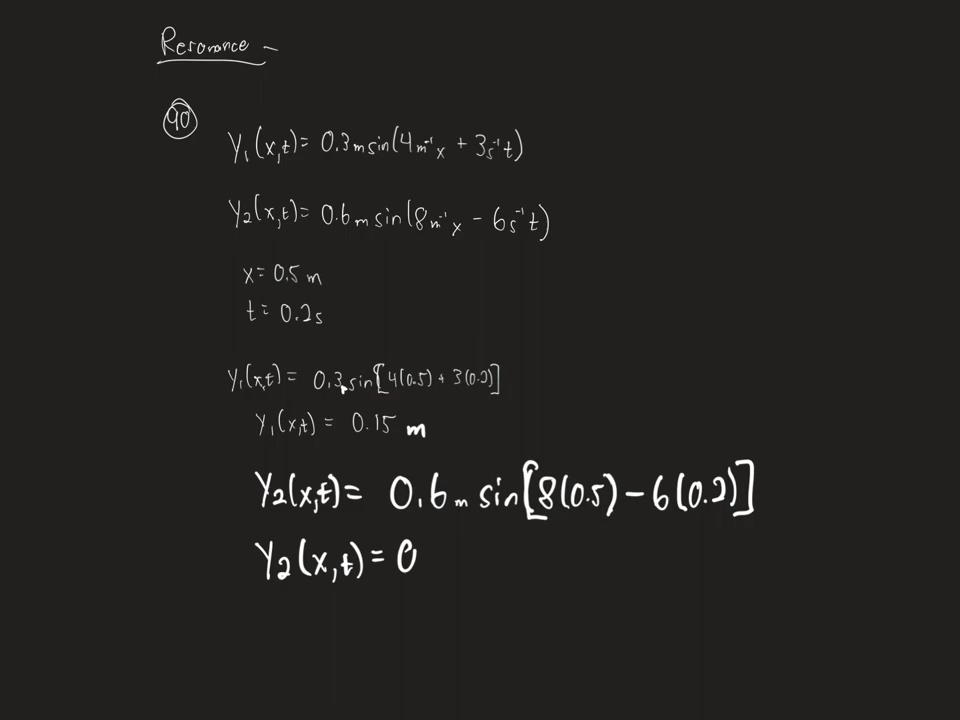 Resonance -
90
y₁(x,t) = 0.3 m sin(4 m⁻¹ x + 3 s⁻¹ t)
y₂(x,t) = 0.6 m sin(8 m⁻¹ x - 6 s⁻¹ t)
x = 0.5 m
t = 0.2 s
y₁(x,t) = 0.3 sin[4(0.5) + 3(0.2)]
y₁(x,t) = 0.15 m
y₂(x,t) = 0.6 m sin[8(0.5) - 6(0.2)]
y₂(x,t) = 0